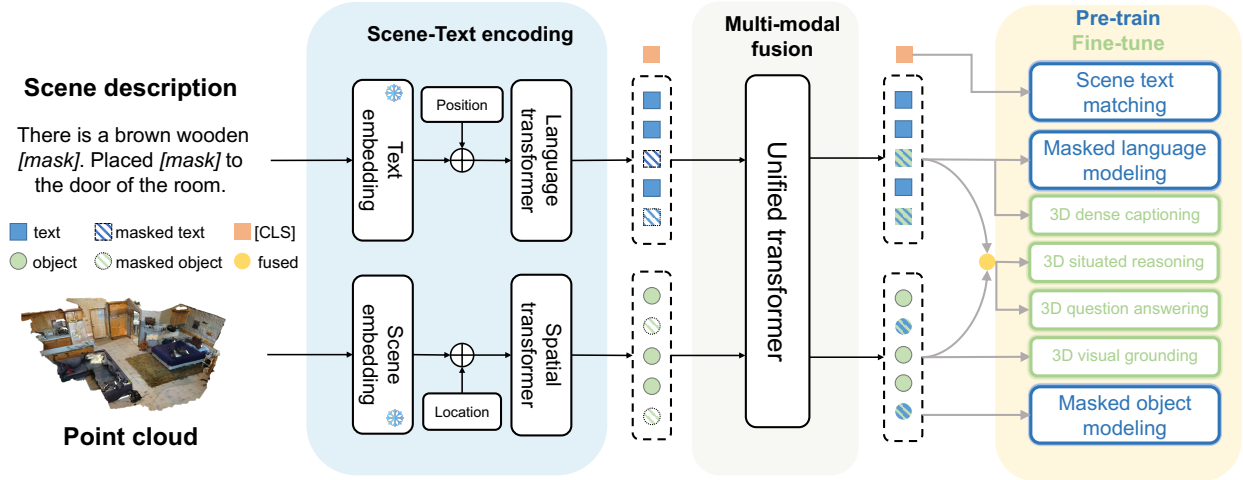 Scene description
There is a brown wooden
[mask]. Placed [mask] to
the door of the room.
text
masked text
[CLS]
object
masked object
fused
Point cloud
Scene-Text encoding
Text
embedding
Position
Language
transformer
Scene
embedding
Location
Spatial
transformer
Multi-modal
fusion
Unified transformer
Pre-train
Fine-tune
Scene text
matching
Masked language
modeling
3D dense captioning
3D situated reasoning
3D question answering
3D visual grounding
Masked object
modeling